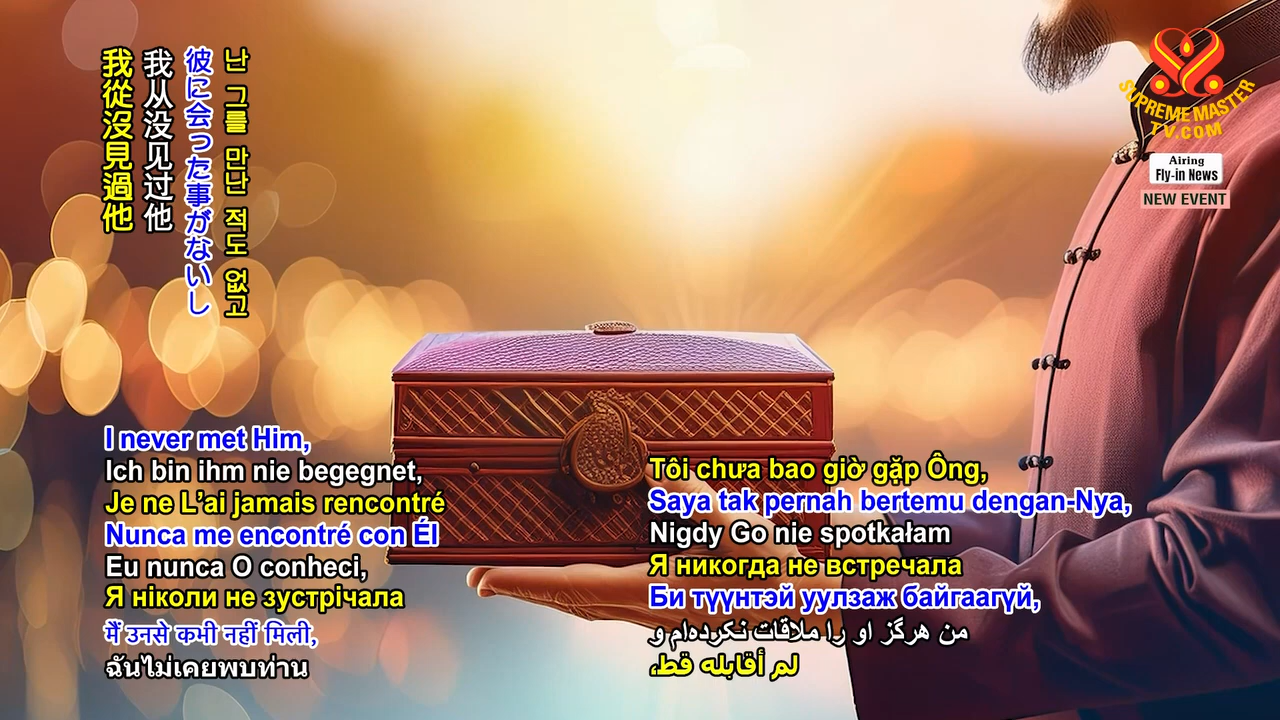 난 그를 만난 적도 없고
彼に会った事がないし
我从没见过他
我從沒見過他
SUPREME MASTER
TV.COM
Airing
Fly-in News
NEW EVENT
I never met Him,
Ich bin ihm nie begegnet,
Je ne L’ai jamais rencontré
Nunca me encontré con Él
Eu nunca O conheci,
Я ніколи не зустрічала
मैं उनसे कभी नहीं मिली,
ฉันไม่เคยพบท่าน
Tôi chưa bao giờ gặp Ông,
Saya tak pernah bertemu dengan-Nya,
Nigdy Go nie spotkałam
Я никогда не встречала
Би түүнтэй уулзаж байгаагүй,
من هرگز او را ملاقات نکرده‌ام و
لم أقابله قط،